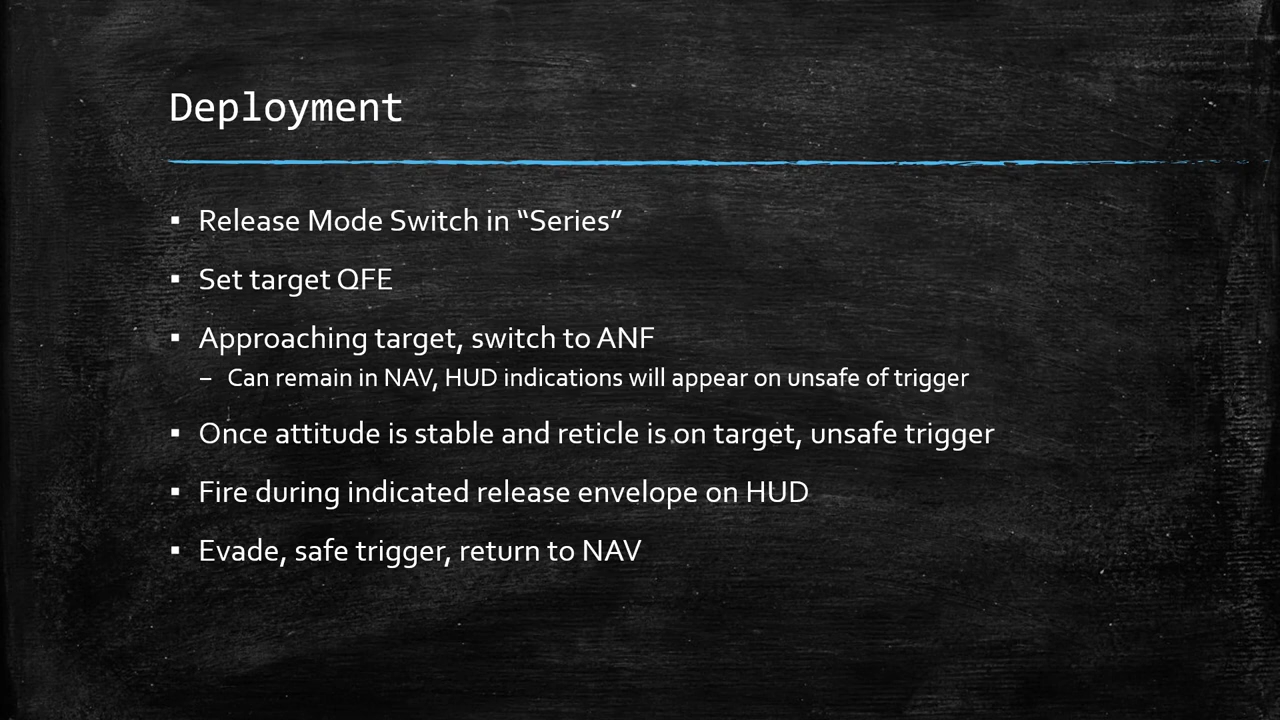 Deployment
▪ Release Mode Switch in “Series”
▪ Set target QFE
▪ Approaching target, switch to ANF
– Can remain in NAV, HUD indications will appear on unsafe of trigger
▪ Once attitude is stable and reticle is on target, unsafe trigger
▪ Fire during indicated release envelope on HUD
▪ Evade, safe trigger, return to NAV